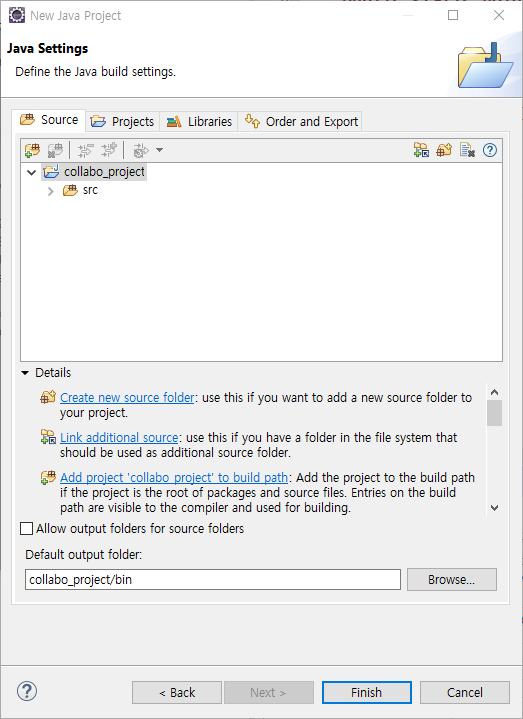 New Java Project
Java Settings
Define the Java build settings.
Source
Projects
Libraries
Order and Export
collabo_project
src
Details
Create new source folder: use this if you want to add a new source folder to
your project.
Link additional source: use this if you have a folder in the file system that
should be used as additional source folder.
Add project 'collabo_project' to build path: Add the project to the build path
if the project is the root of packages and source files. Entries on the build
path are visible to the compiler and used for building.
Allow output folders for source folders
Default output folder:
collabo_project/bin
Browse...
< Back
Next >
Finish
Cancel